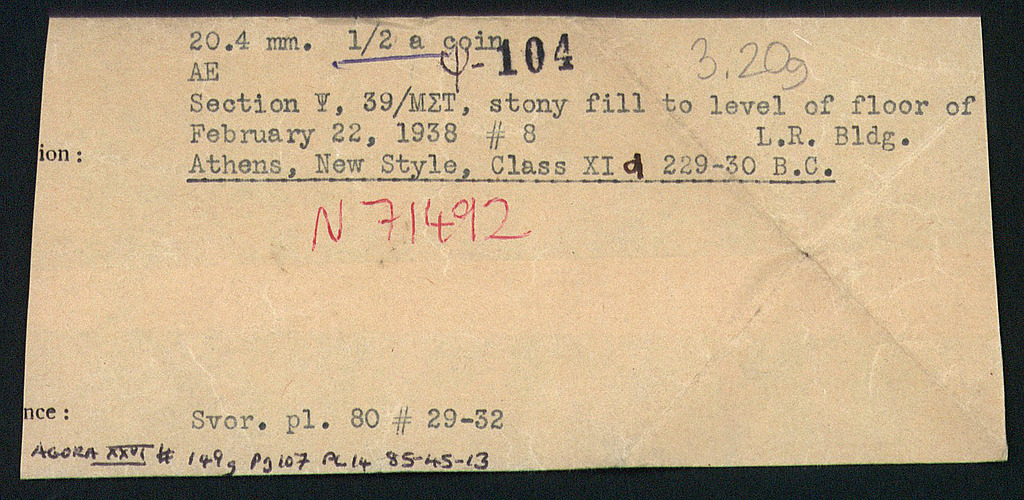 20.4 mm. 1/2 a coin Ψ-104 3.20g
AE
Section Ψ, 39/ΜΣΤ, stony fill to level of floor of
February 22, 1938 # 8 L.R. Bldg.
ion :
Athens, New Style, Class XI d 229-30 B.C.
N 71492
nce : Svor. pl. 80 # 29-32
AGORA XXVI # 149g Pg 107 PL 14 85-45-13